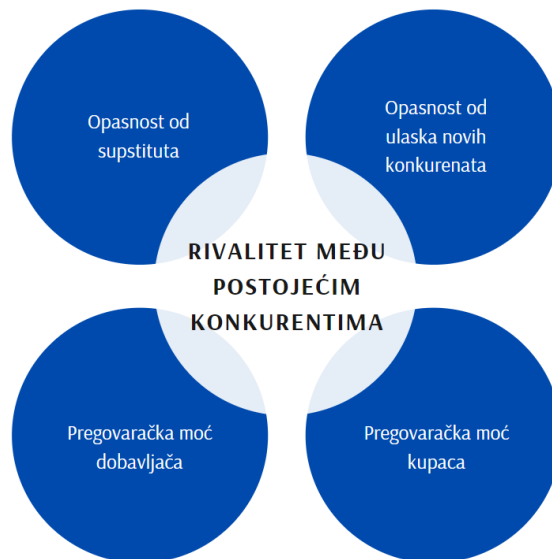 Opasnost od
supstituta
Opasnost od
ulaska novih
konkurenata
RIVALITET MEĐU
POSTOJEĆIM
KONKURENTIMA
Pregovaračka moć
dobavljača
Pregovaračka moć
kupaca